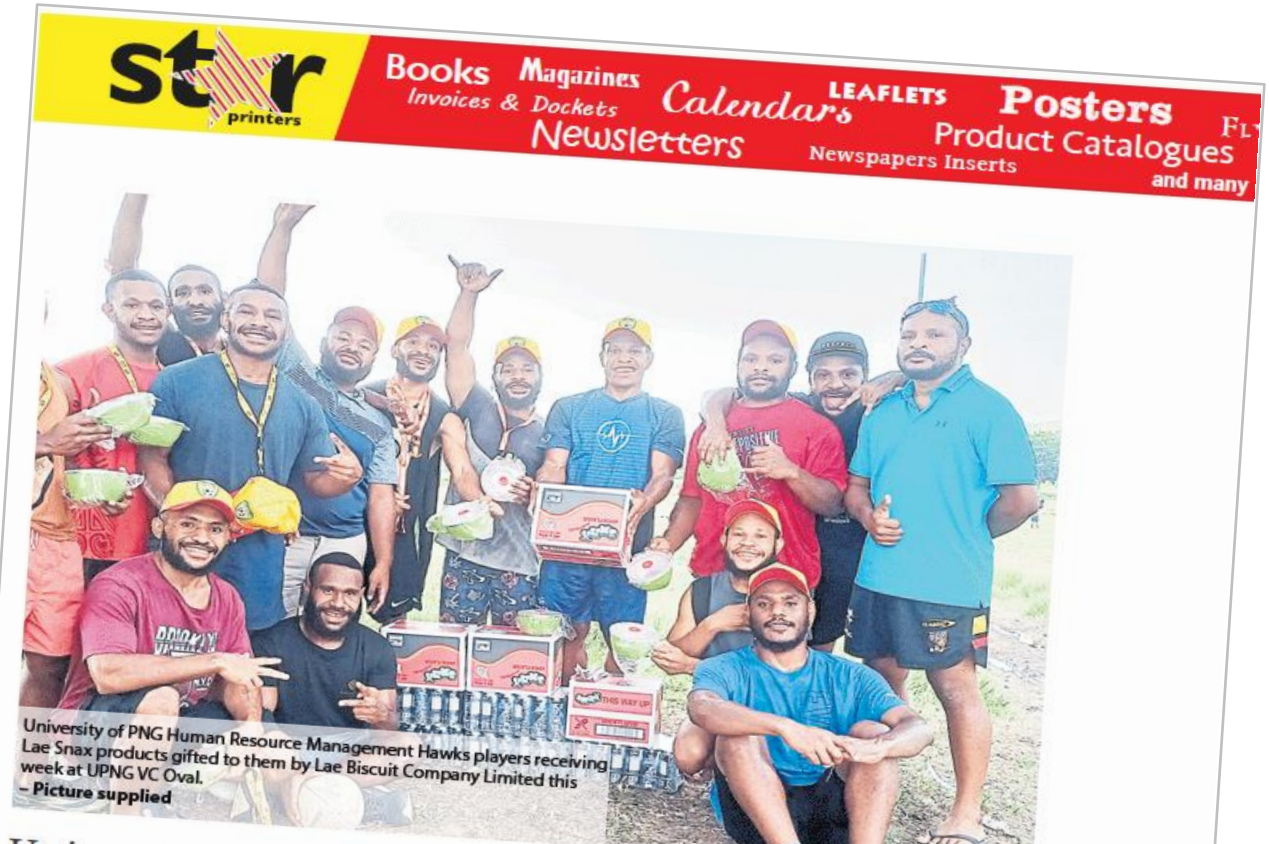 star
printers
Books
Magazines
Invoices & Dockets
Calendars
LEAFLETS
Posters
Newsletters
Product Catalogues
Newspapers Inserts
and many
University of PNG Human Resource Management Hawks players receiving
Lae Snax products gifted to them by Lae Biscuit Company Limited this
week at UPNG VC Oval.
– Picture supplied
THIS WAY UP